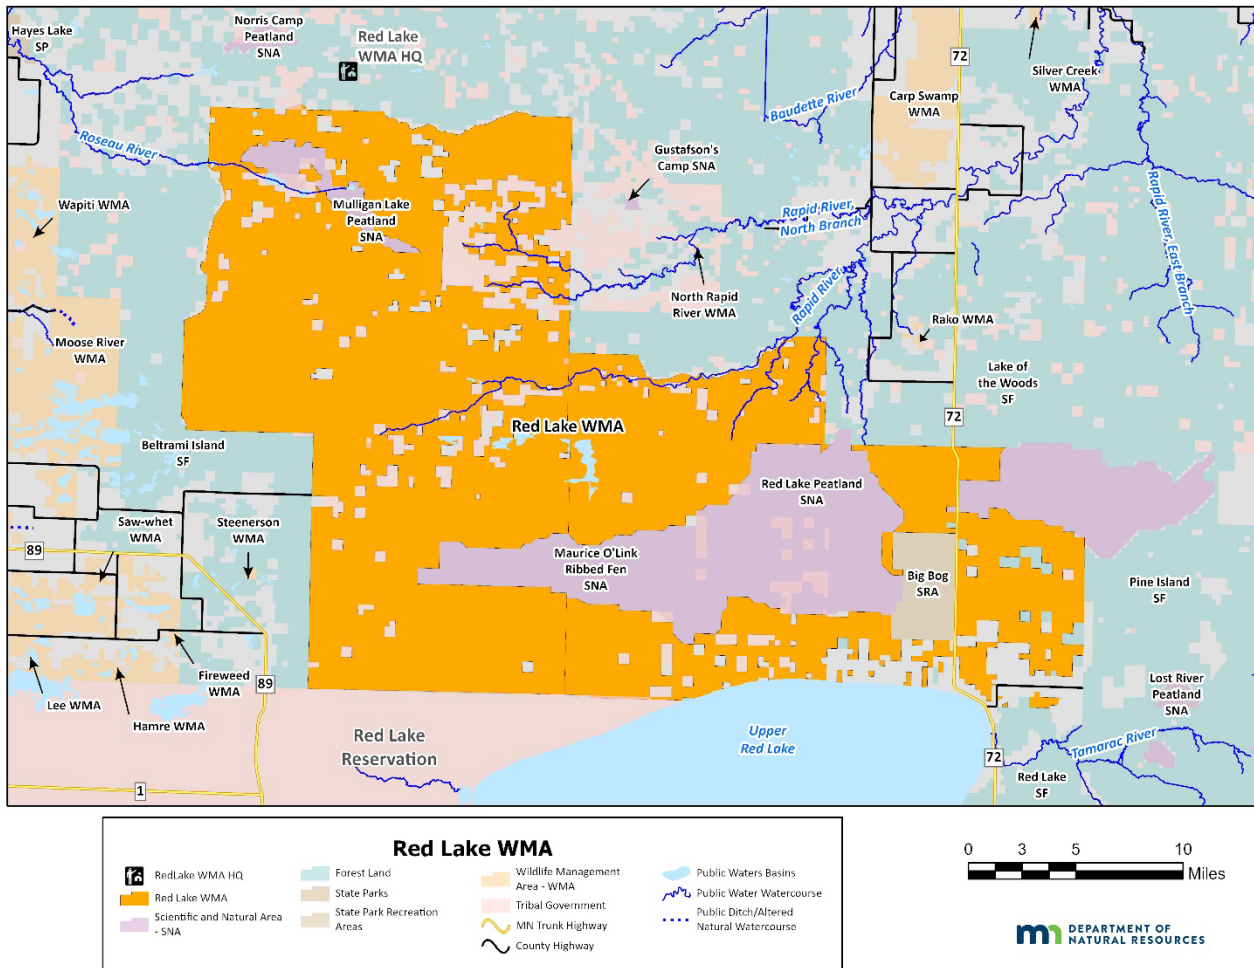 Hayes Lake
SP
Norris Camp
Peatland
SNA
Red Lake
WMA HQ
72
Silver Creek
WMA
Carp Swamp
WMA
Baudette River
Roseau River
Gustafson's
Camp SNA
Wapiti WMA
Mulligan Lake
Peatland
SNA
Rapid River,
North Branch
Rapid River, East Branch
North Rapid
River WMA
Rapid River,
Rako WMA
Moose River
WMA
Lake of
the Woods
SF
72
Red Lake WMA
Beltrami Island
SF
Red Lake Peatland
SNA
Saw-whet
WMA
Steenerson
WMA
89
Maurice O'Link
Ribbed Fen
SNA
Big Bog
SRA
Pine Island
SF
Fireweed
WMA
89
Lee WMA
Hamre WMA
Lost River
Peatland
SNA
Red Lake
Reservation
Upper
Red Lake
72
Tamarac River
Red Lake
SF
1
Red Lake WMA
RedLake WMA HQ
Red Lake WMA
Scientific and Natural Area
- SNA
Forest Land
State Parks
State Park Recreation
Areas
Wildlife Management
Area - WMA
Tribal Government
MN Trunk Highway
County Highway
Public Waters Basins
Public Water Watercourse
Public Ditch/Altered
Natural Watercourse
0 3 5 10
Miles
mn DEPARTMENT OF
NATURAL RESOURCES